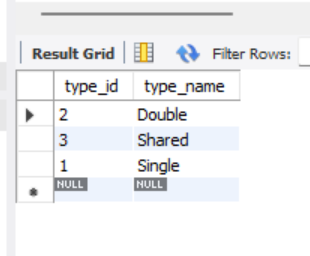 Result Grid Filter Rows:
type_id type_name
2 Double
3 Shared
1 Single
NULL NULL